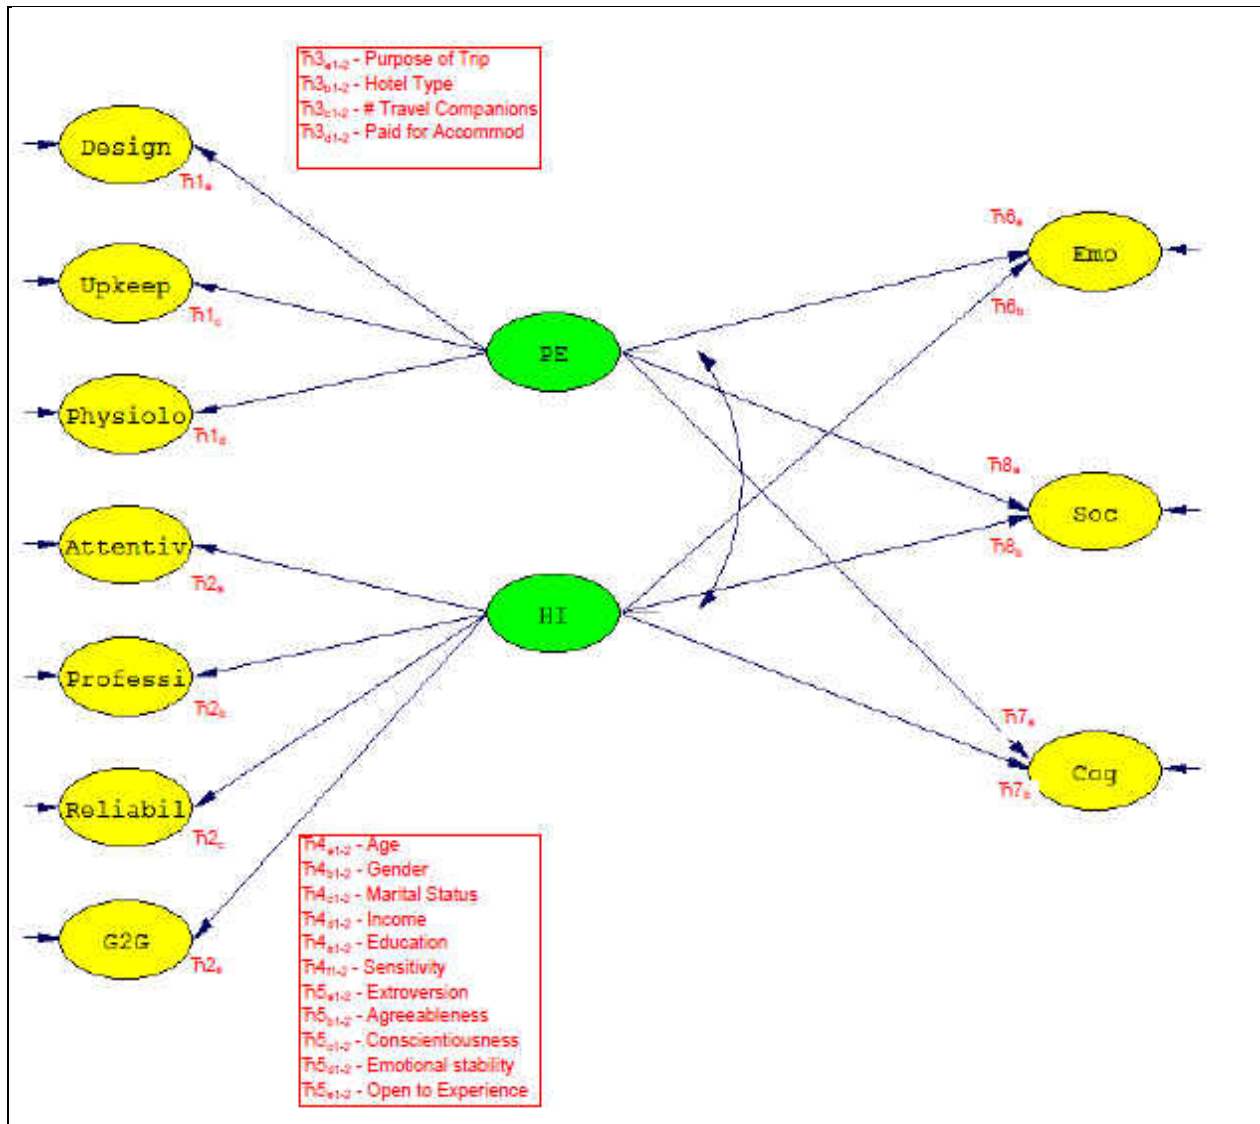 Ћ3a1-2 - Purpose of Trip
Ћ3b1-2 - Hotel Type
Ћ3c1-2 - # Travel Companions
Ћ3d1-2 - Paid for Accommod
Design
Ћ1a
Upkeep
Ћ1c
Physiolo
Ћ1d
Attentiv
Ћ2a
Professi
Ћ2b
Reliabil
Ћ2c
G2G
Ћ2e
PE
HI
Ћ6a
Emo
Ћ6b
Ћ8a
Soc
Ћ8b
Ћ7a
Cog
Ћ7b
Ћ4a1-2 - Age
Ћ4b1-2 - Gender
Ћ4c1-2 - Marital Status
Ћ4d1-2 - Income
Ћ4e1-2 - Education
Ћ4f1-2 - Sensitivity
Ћ5a1-2 - Extroversion
Ћ5b1-2 - Agreeableness
Ћ5c1-2 - Conscientiousness
Ћ5d1-2 - Emotional stability
Ћ5e1-2 - Open to Experience